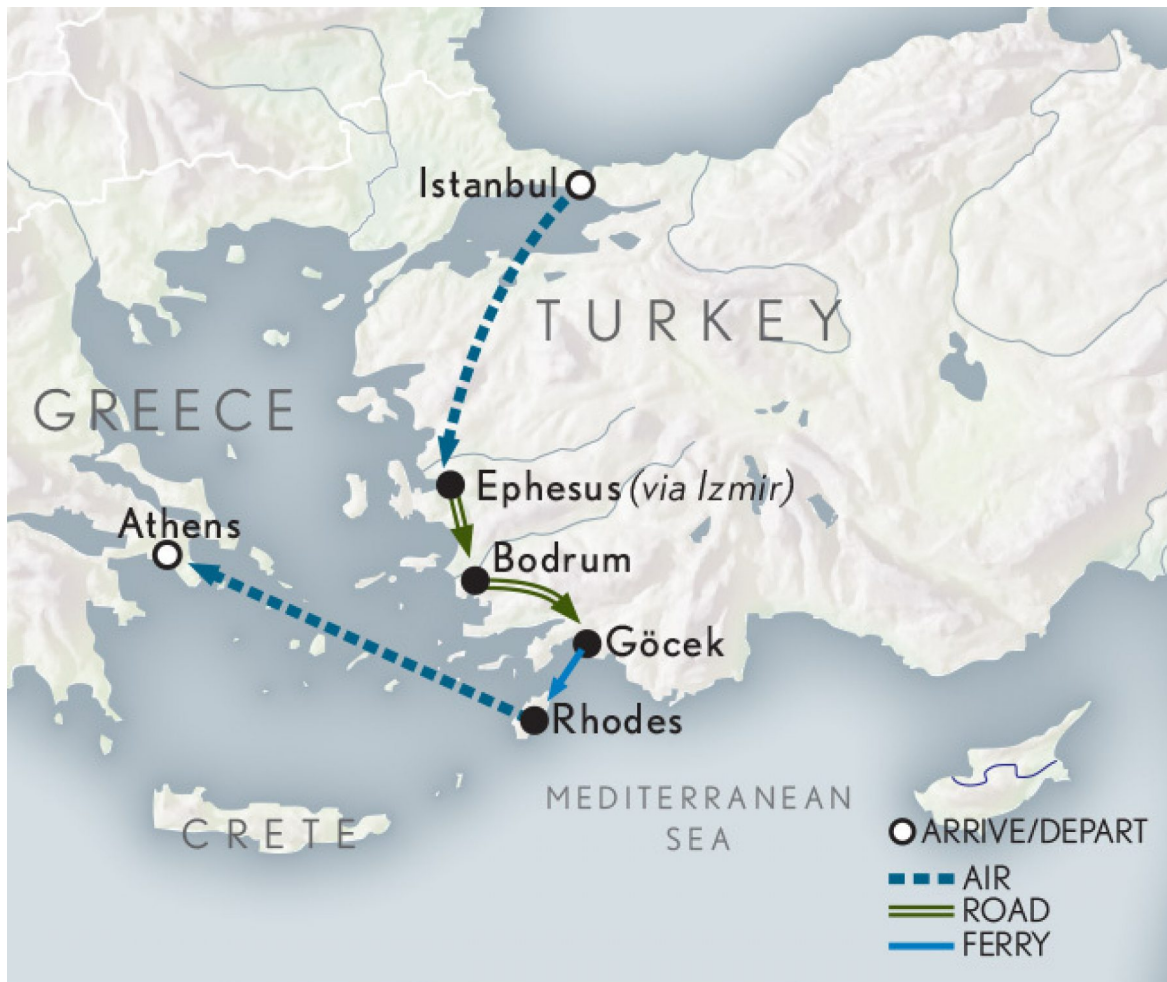 Istanbul
TURKEY
GREECE
Ephesus (via Izmir)
Athens
Bodrum
Göcek
Rhodes
MEDITERRANEAN
SEA
CRETE
ARRIVE/DEPART
AIR
ROAD
FERRY